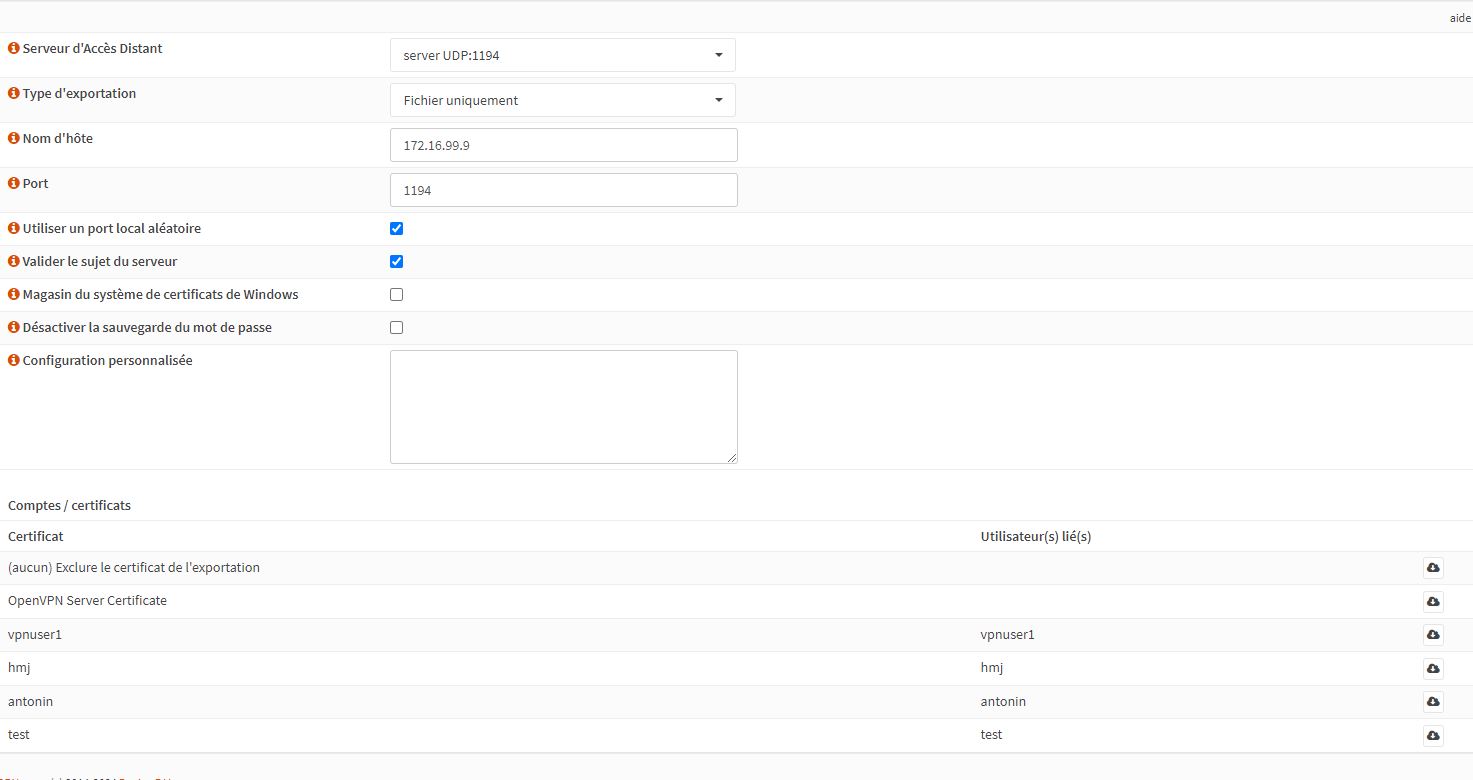 aide
Serveur d'Accès Distant
server UDP:1194
Type d'exportation
Fichier uniquement
Nom d'hôte
172.16.99.9
Port
1194
Utiliser un port local aléatoire
Valider le sujet du serveur
Magasin du système de certificats de Windows
Désactiver la sauvegarde du mot de passe
Configuration personnalisée
Comptes / certificats
Certificat Utilisateur(s) lié(s)
(aucun) Exclure le certificat de l'exportation
OpenVPN Server Certificate
vpnuser1 vpnuser1
hmj hmj
antonin antonin
test test